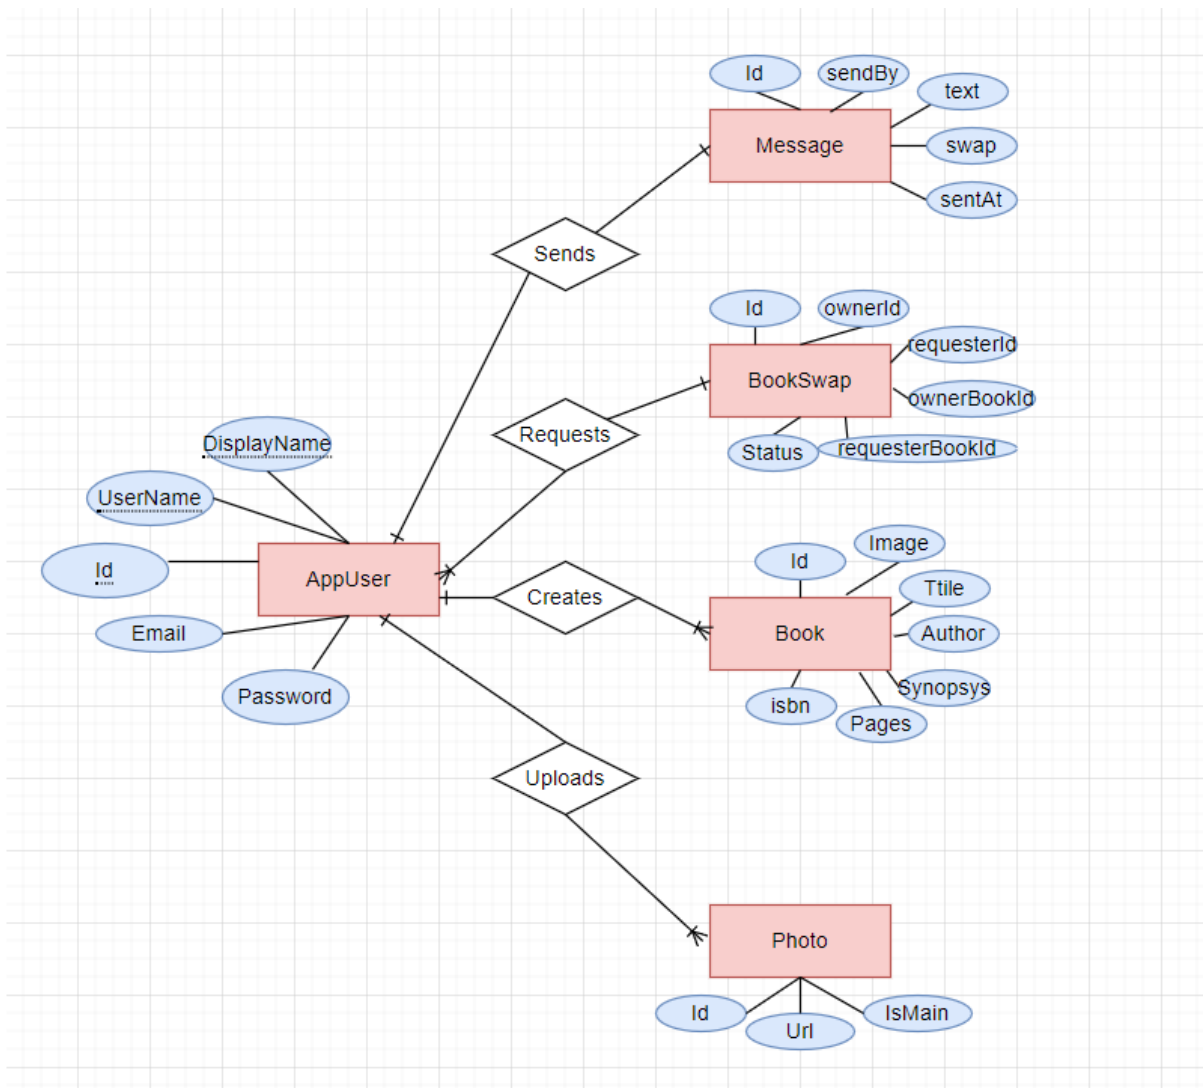 Id
sendBy
text
Message
swap
sentAt
Sends
Id
ownerId
requesterId
BookSwap
ownerBookId
Requests
Status
requesterBookId
DisplayName
UserName
Id
AppUser
Email
Password
Creates
Id
Image
Ttile
Book
Author
Synopsys
isbn
Pages
Uploads
Photo
Id
Url
IsMain